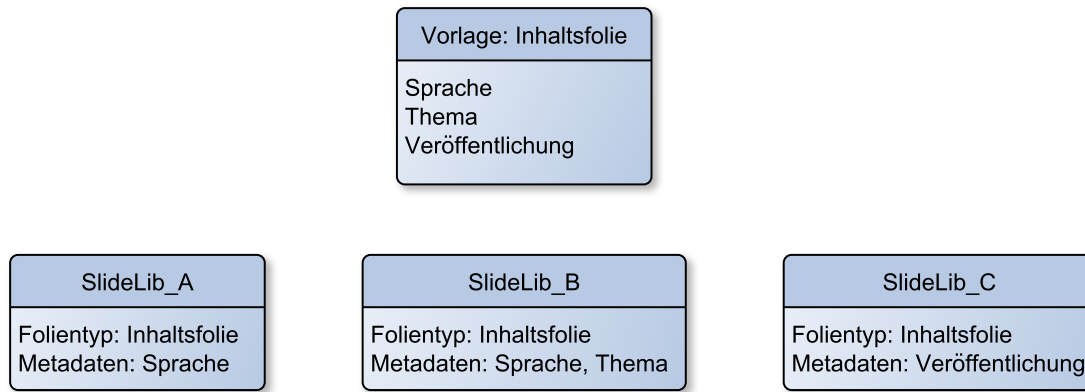 Vorlage: Inhaltsfolie
Sprache
Thema
Veröffentlichung
SlideLib_A
Folientyp: Inhaltsfolie
Metadaten: Sprache
SlideLib_B
Folientyp: Inhaltsfolie
Metadaten: Sprache, Thema
SlideLib_C
Folientyp: Inhaltsfolie
Metadaten: Veröffentlichung